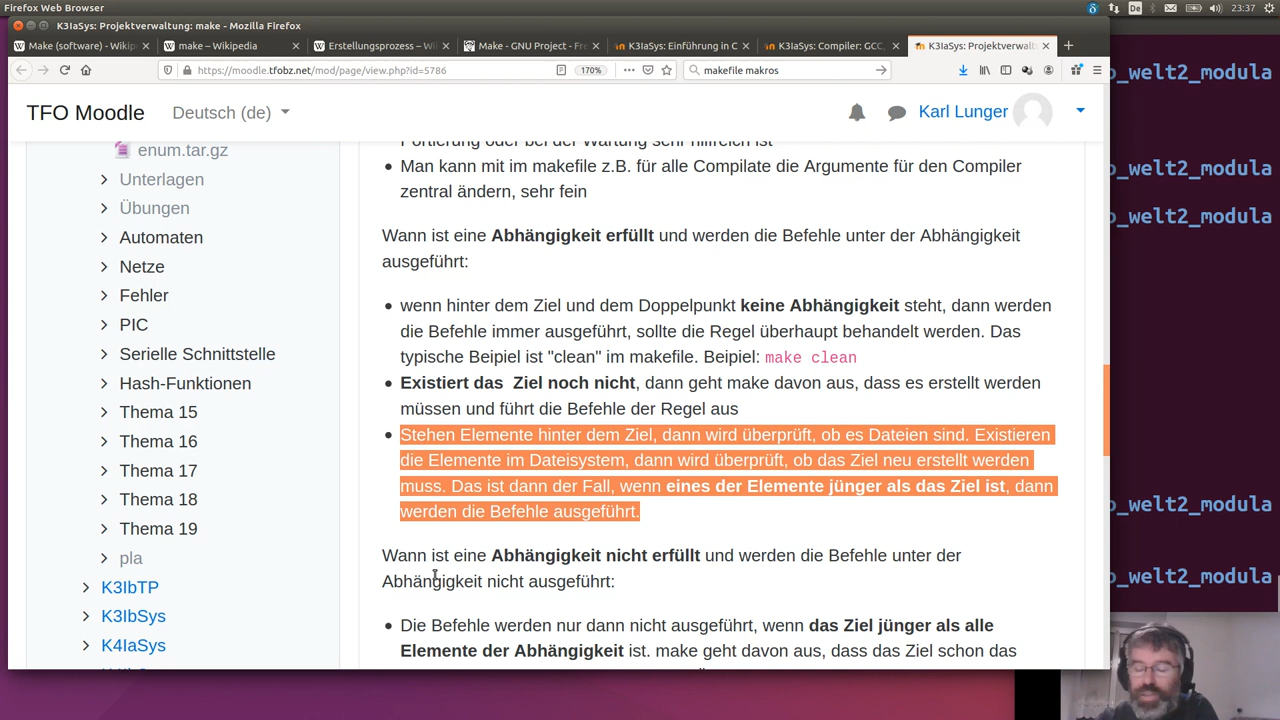 Firefox Web Browser
De
23:37
K3IaSys: Projektverwaltung: make - Mozilla Firefox
Make (software) - Wikip
make – Wikipedia
Erstellungsprozess – Wi
Make - GNU Project - Fre
K3IaSys: Einführung in C
K3IaSys: Compiler: GCC,
K3IaSys: Projektverwalt
https://moodle.tfobz.net/mod/page/view.php?id=5786
170%
makefile makros
TFO Moodle
Deutsch (de)
Karl Lunger
enum.tar.gz
Unterlagen
Übungen
Automaten
Netze
Fehler
PIC
Serielle Schnittstelle
Hash-Funktionen
Thema 15
Thema 16
Thema 17
Thema 18
Thema 19
pla
K3IbTP
K3IbSys
K4IaSys
Portierung oder bei der Wartung sehr hilfreich ist
Man kann mit im makefile z.B. für alle Compilate die Argumente für den Compiler
zentral ändern, sehr fein
Wann ist eine Abhängigkeit erfüllt und werden die Befehle unter der Abhängigkeit
ausgeführt:
wenn hinter dem Ziel und dem Doppelpunkt keine Abhängigkeit steht, dann werden
die Befehle immer ausgeführt, sollte die Regel überhaupt behandelt werden. Das
typische Beipiel ist "clean" im makefile. Beipiel: make clean
Existiert das Ziel noch nicht, dann geht make davon aus, dass es erstellt werden
müssen und führt die Befehle der Regel aus
Stehen Elemente hinter dem Ziel, dann wird überprüft, ob es Dateien sind. Existieren
die Elemente im Dateisystem, dann wird überprüft, ob das Ziel neu erstellt werden
muss. Das ist dann der Fall, wenn eines der Elemente jünger als das Ziel ist, dann
werden die Befehle ausgeführt.
Wann ist eine Abhängigkeit nicht erfüllt und werden die Befehle unter der
Abhängigkeit nicht ausgeführt:
Die Befehle werden nur dann nicht ausgeführt, wenn das Ziel jünger als alle
Elemente der Abhängigkeit ist. make geht davon aus, dass das Ziel schon das
o_welt2_modula
o_welt2_modula
o_welt2_modula
o_welt2_modula
o_welt2_modula